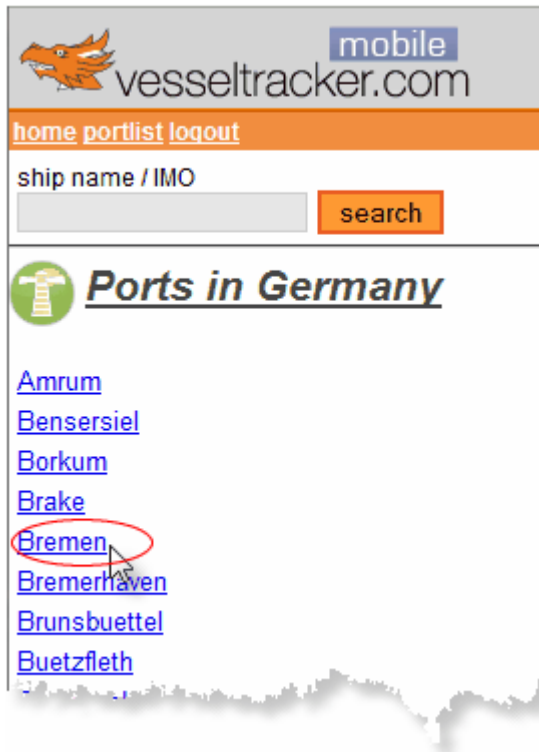 mobile
vesseltracker.com
home portlist logout
ship name / IMO
search
Ports in Germany
Amrum
Bensersiel
Borkum
Brake
Bremen
Bremerhaven
Brunsbuettel
Buetzfleth